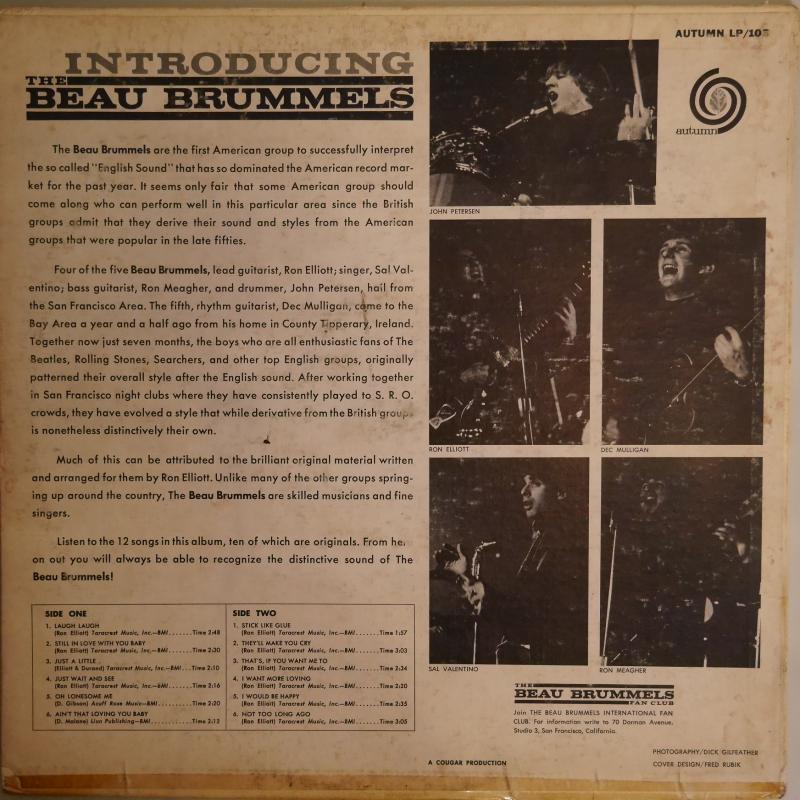 AUTUMN LP/103
INTRODUCING
THE
BEAU BRUMMELS
autumn
The Beau Brummels are the first American group to successfully interpret
the so called "English Sound" that has so dominated the American record mar-
ket for the past year. It seems only fair that some American group should
come along who can perform well in this particular area since the British
groups admit that they derive their sound and styles from the American
groups that were popular in the late fifties.
Four of the five Beau Brummels, lead guitarist, Ron Elliott; singer, Sal Val-
entino; bass guitarist, Ron Meagher, and drummer, John Petersen, hail from
the San Francisco Area. The fifth, rhythm guitarist, Dec Mulligan, came to the
Bay Area a year and a half ago from his home in County Tipperary, Ireland.
Together now just seven months, the boys who are all enthusiastic fans of The
Beatles, Rolling Stones, Searchers, and other top English groups, originally
patterned their overall style after the English sound. After working together
in San Francisco night clubs where they have consistently played to S. R. O.
crowds, they have evolved a style that while derivative from the British groups
is nonetheless distinctively their own.
Much of this can be attributed to the brilliant original material written
and arranged for them by Ron Elliott. Unlike many of the other groups spring-
ing up around the country, The Beau Brummels are skilled musicians and fine
singers.
Listen to the 12 songs in this album, ten of which are originals. From
on out you will always be able to recognize the distinctive sound of The
Beau Brummels!
SIDE ONE
1. LAUGH LAUGH
(Ron Elliott) Taracrest Music, Inc.—BMI.......Time 2:48
2. STILL IN LOVE WITH YOU BABY
(Ron Elliott) Taracrest Music, Inc.—BMI.......Time 2:30
3. JUST A LITTLE
(Elliott & Durand) Taracrest Music, Inc.—BMI...Time 2:10
4. JUST WAIT AND SEE
(Ron Elliott) Taracrest Music, Inc.—BMI.......Time 2:16
5. OH LONESOME ME
(D. Gibson) Acuff Rose Music—BMI..........Time 2:20
6. AIN'T THAT LOVING YOU BABY
(D. Malone) Lion Publishing—BMI...........Time 2:12
SIDE TWO
1. STICK LIKE GLUE
(Ron Elliott) Taracrest Music, Inc.—BMI.......Time 1:57
2. THEY'LL MAKE YOU CRY
(Ron Elliott) Taracrest Music, Inc.—BMI.......Time 3:03
3. THAT'S, IF YOU WANT ME TO
(Ron Elliott) Taracrest Music, Inc.—BMI.......Time 2:34
4. I WANT MORE LOVING
(Ron Elliott) Taracrest Music, Inc.—BMI.......Time 2:20
5. I WOULD BE HAPPY
(Ron Elliott) Taracrest Music, Inc.—BMI.......Time 2:35
6. NOT TOO LONG AGO
(Ron Elliott) Taracrest Music, Inc.—BMI.......Time 3:05
JOHN PETERSEN
RON ELLIOTT
DEC MULLIGAN
SAL VALENTINO
RON MEAGHER
THE
BEAU BRUMMELS
FAN CLUB
Join THE BEAU BRUMMELS INTERNATIONAL FAN
CLUB. For information write to 70 Dorman Avenue,
Studio 3, San Francisco, California.
A COUGAR PRODUCTION
PHOTOGRAPHY/DICK GILFEATHER
COVER DESIGN/FRED RUBIK